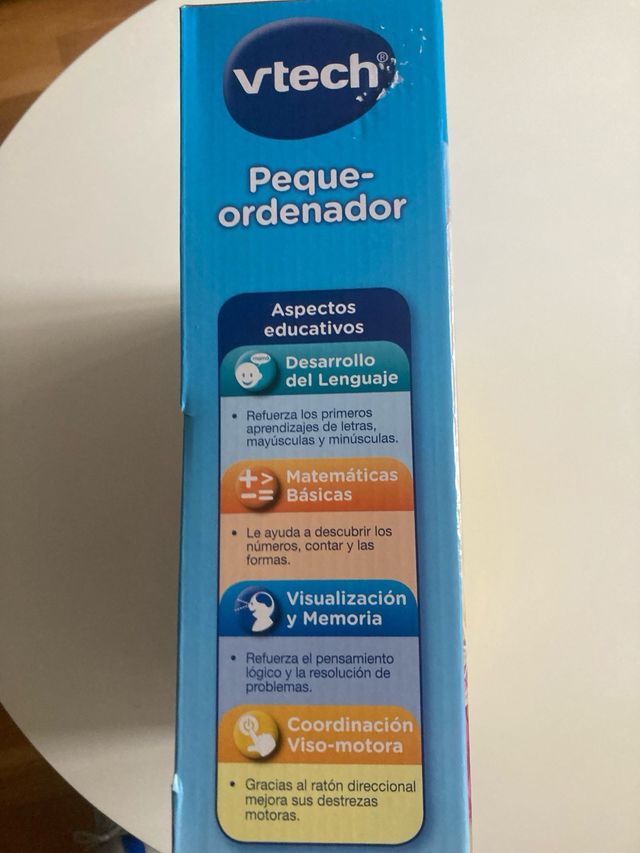 vtech®
Peque-
ordenador
Aspectos
educativos
mamá
Desarrollo
del Lenguaje
• Refuerza los primeros
aprendizajes de letras,
mayúsculas y minúsculas.
+ >
- =
Matemáticas
Básicas
• Le ayuda a descubrir los
números, contar y las
formas.
Visualización
y Memoria
• Refuerza el pensamiento
lógico y la resolución de
problemas.
Coordinación
Viso-motora
• Gracias al ratón direccional
mejora sus destrezas
motoras.